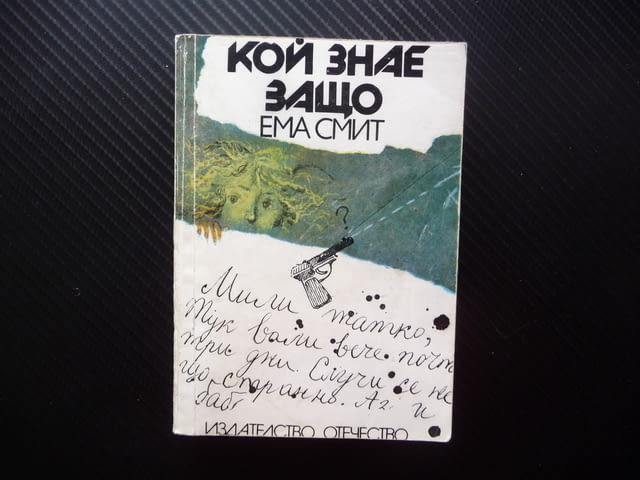 КОЙ ЗНАЕ
ЗАЩО
ЕМА СМИТ
?
Мили татко,
Тук вали вече почт
три дни. Случи се не
що странно. Аз и
баб
ИЗДАТЕЛСТВО ОТЕЧЕСТВО